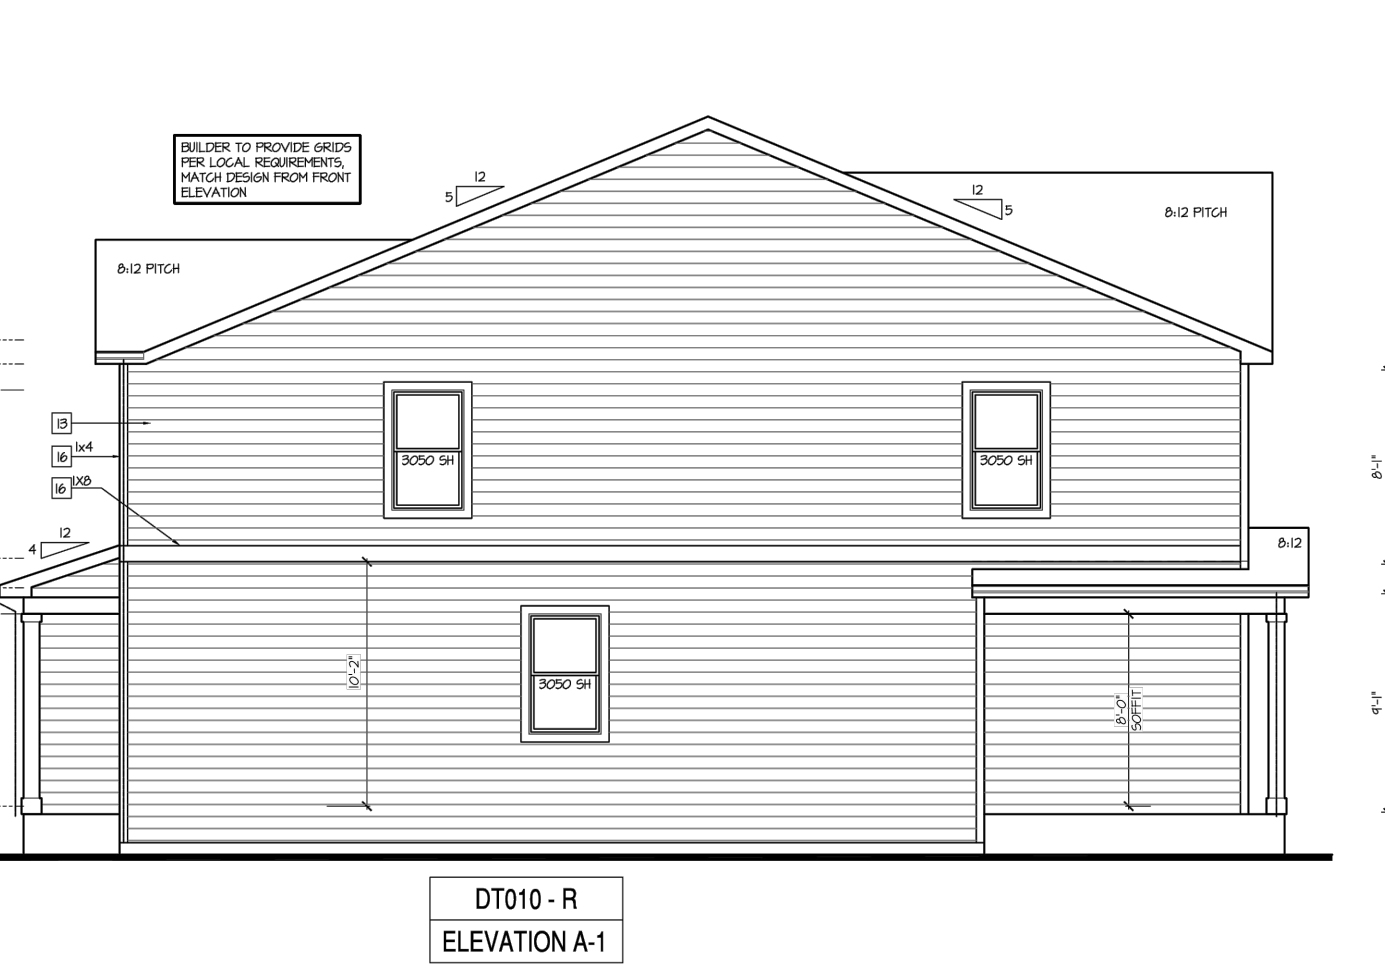 BUILDER TO PROVIDE GRIDS
PER LOCAL REQUIREMENTS,
MATCH DESIGN FROM FRONT
ELEVATION
12
5
12
5
8:12 PITCH
8:12 PITCH
13
16
1x4
16
1X8
3050 SH
3050 SH
8'-1"
12
4
8:12
10'-2"
3050 SH
8'-0"
SOFFIT
9'-1"
DT010 - R
ELEVATION A-1